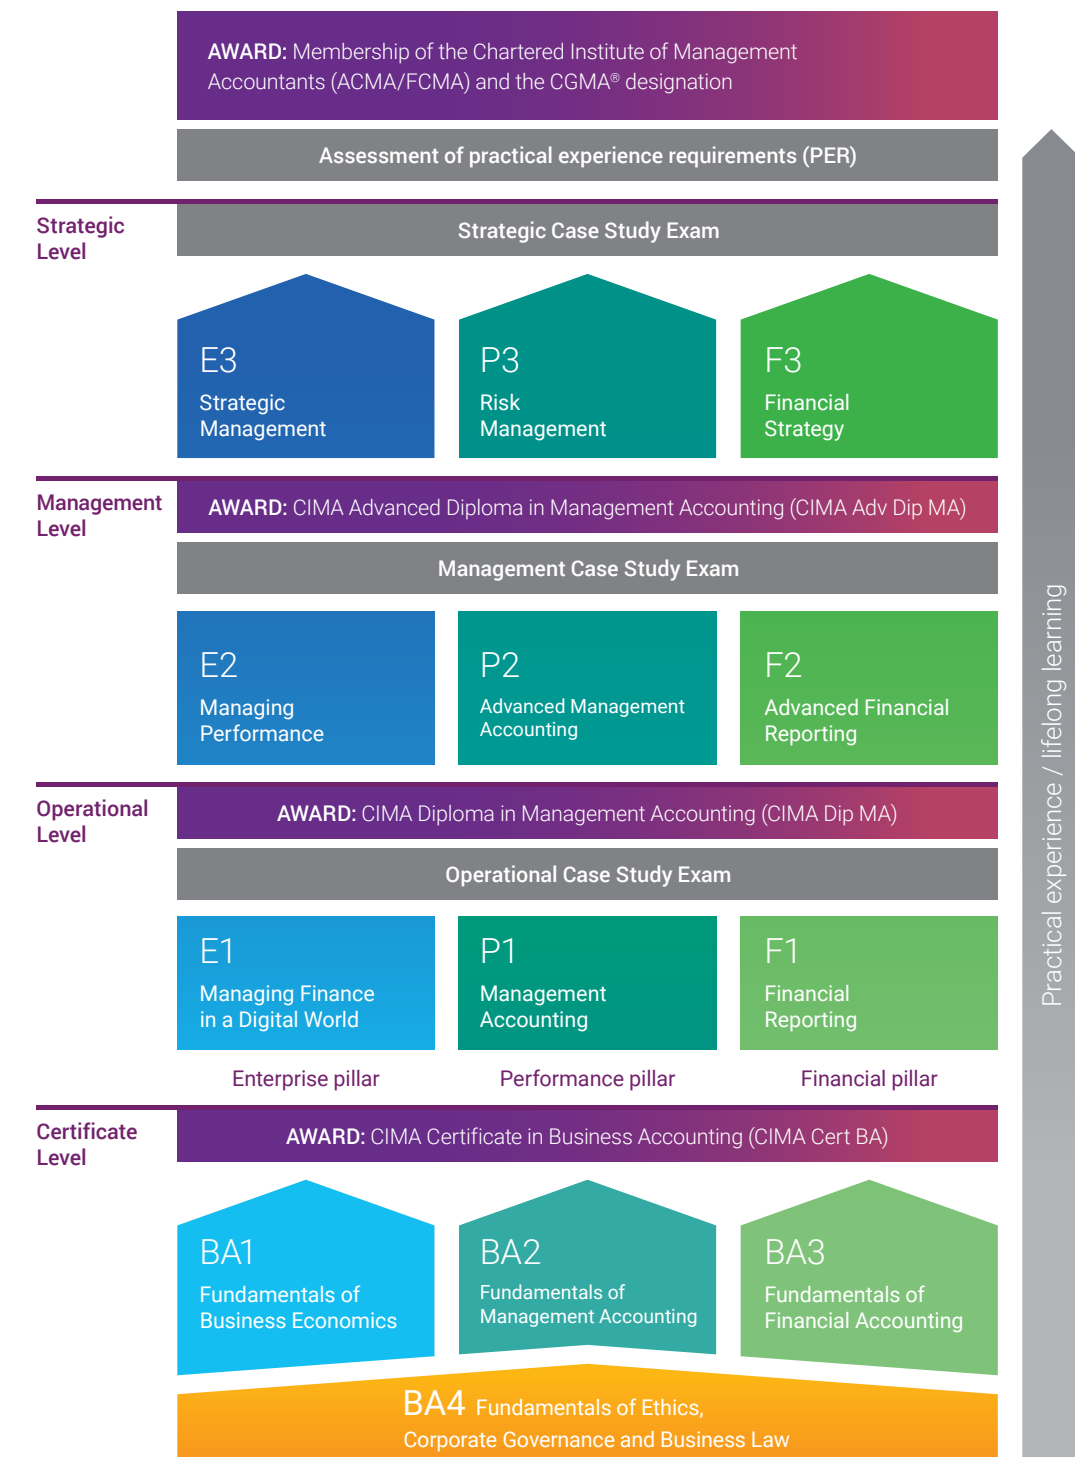 AWARD: Membership of the Chartered Institute of Management
Accountants (ACMA/FCMA) and the CGMA® designation
Assessment of practical experience requirements (PER)
Strategic
Level
Strategic Case Study Exam
E3
Strategic
Management
P3
Risk
Management
F3
Financial
Strategy
Management
Level
AWARD: CIMA Advanced Diploma in Management Accounting (CIMA Adv Dip MA)
Management Case Study Exam
E2
Managing
Performance
P2
Advanced Management
Accounting
F2
Advanced Financial
Reporting
Operational
Level
AWARD: CIMA Diploma in Management Accounting (CIMA Dip MA)
Operational Case Study Exam
E1
Managing Finance
in a Digital World
P1
Management
Accounting
F1
Financial
Reporting
Enterprise pillar
Performance pillar
Financial pillar
Certificate
Level
AWARD: CIMA Certificate in Business Accounting (CIMA Cert BA)
BA1
Fundamentals of
Business Economics
BA2
Fundamentals of
Management Accounting
BA3
Fundamentals of
Financial Accounting
BA4 Fundamentals of Ethics,
Corporate Governance and Business Law
Practical experience / lifelong learning